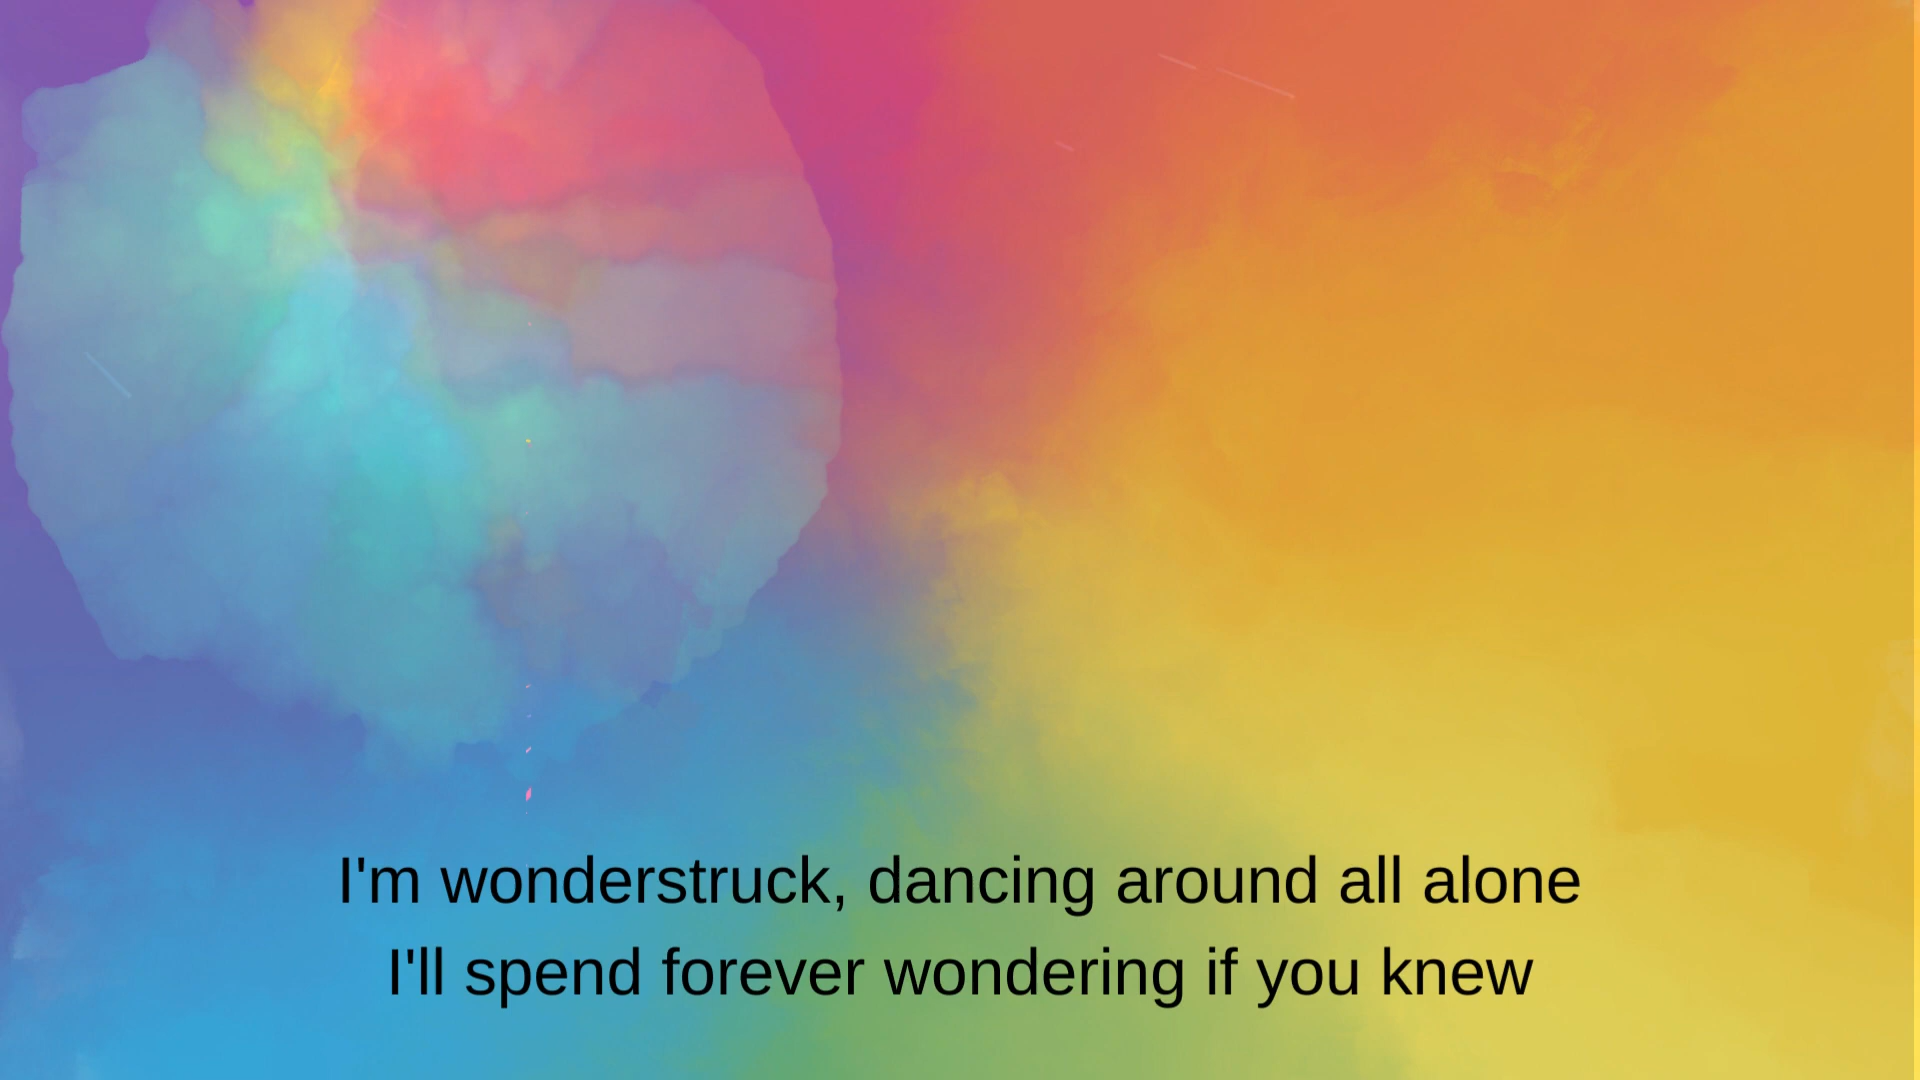 I'm wonderstruck, dancing around all alone
I'll spend forever wondering if you knew